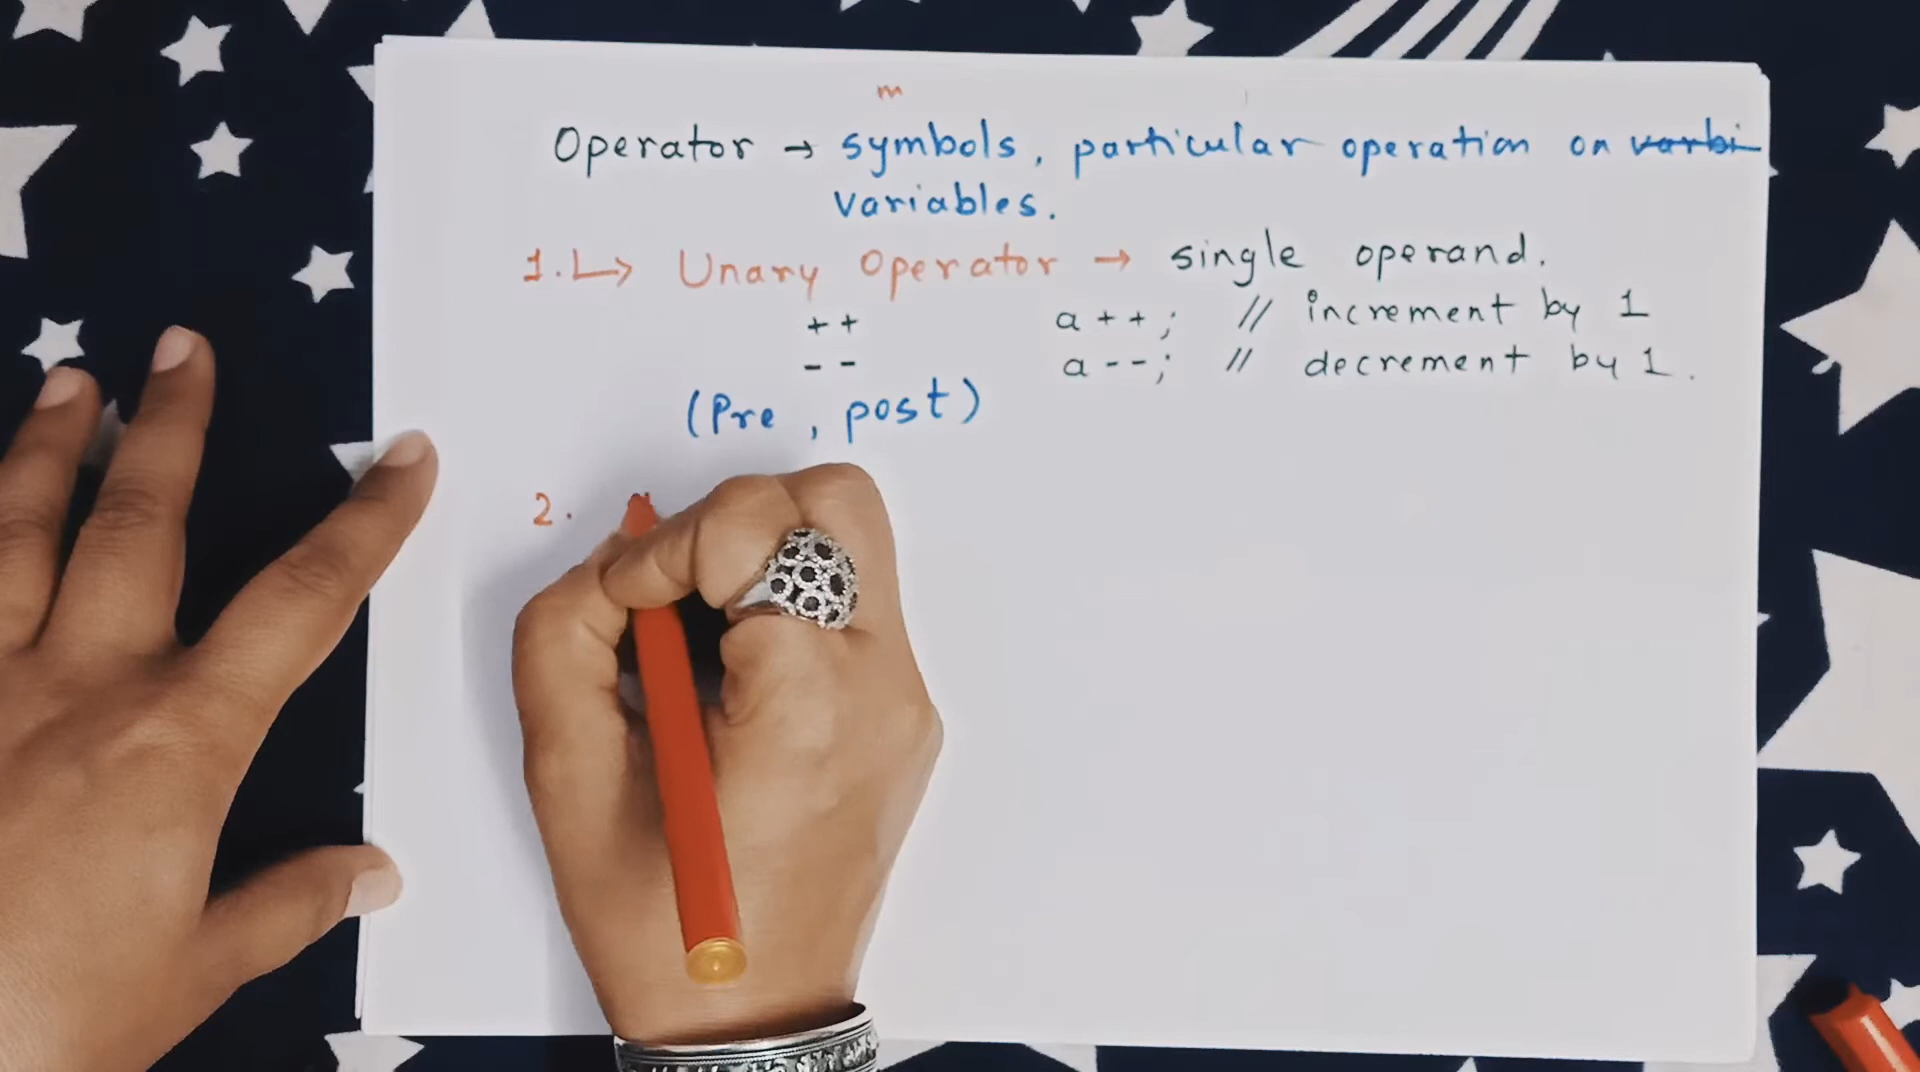 m
Operator → symbols, particular operation on varbi
variables.
1. ↳ Unary Operator → single operand.
++ a++; // increment by 1
-- a--; // decrement by 1.
(Pre, post)
2.